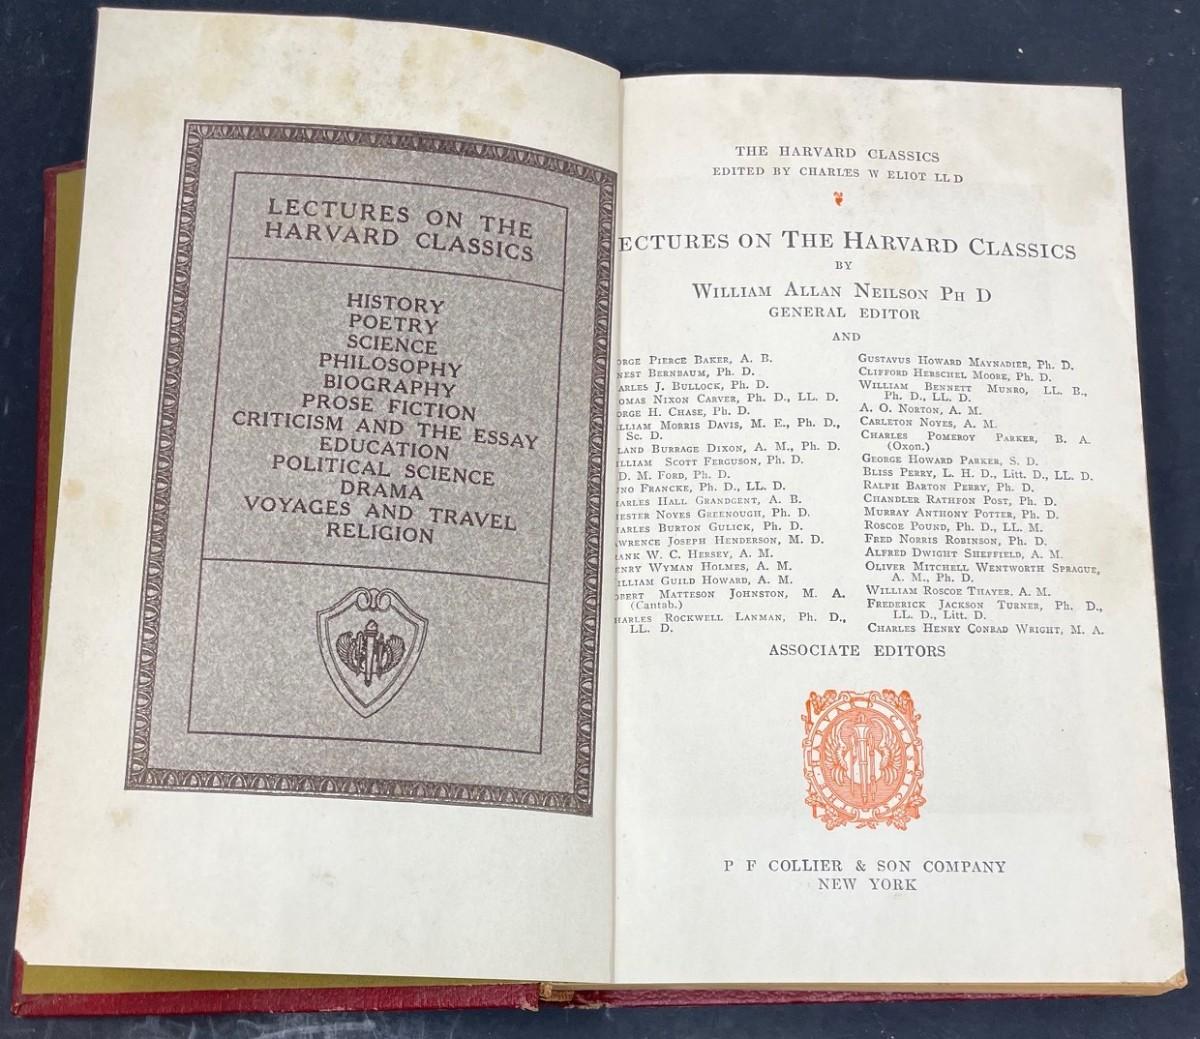 LECTURES ON THE
HARVARD CLASSICS
HISTORY
POETRY
SCIENCE
PHILOSOPHY
BIOGRAPHY
PROSE FICTION
CRITICISM AND THE ESSAY
EDUCATION
POLITICAL SCIENCE
DRAMA
VOYAGES AND TRAVEL
RELIGION
THE HARVARD CLASSICS
EDITED BY CHARLES W ELIOT LL D
ECTURES ON THE HARVARD CLASSICS
BY
WILLIAM ALLAN NEILSON PH D
GENERAL EDITOR
AND
ORGE PIERCE BAKER, A. B.
NEST BERNBAUM, Ph. D.
ARLES J. BULLOCK, Ph. D.
OMAS NIXON CARVER, Ph. D., LL. D.
ORGE H. CHASE, Ph. D.
LLIAM MORRIS DAVIS, M. E., Ph. D.,
Sc. D.
LAND BURRAGE DIXON, A. M., Ph. D.
ILLIAM SCOTT FERGUSON, Ph. D.
D. M. FORD, Ph. D.
NO FRANCKE, Ph. D., LL. D.
HARLES HALL GRANDGENT, A. B.
HESTER NOYES GREENOUGH, Ph. D.
HARLES BURTON GULICK, Ph. D.
WRENCE JOSEPH HENDERSON, M. D.
ANK W. C. HERSEY, A. M.
ENRY WYMAN HOLMES, A. M.
ILLIAM GUILD HOWARD, A. M.
OBERT MATTESON JOHNSTON, M. A.
(Cantab.)
HARLES ROCKWELL LANMAN, Ph. D.,
LL. D.
GUSTAVUS HOWARD MAYNADIER, Ph. D.
CLIFFORD HERSCHEL MOORE, Ph. D.
WILLIAM BENNETT MUNRO, LL. B.,
Ph. D., LL. D.
A. O. NORTON, A. M.
CARLETON NOYES, A. M.
CHARLES POMEROY PARKER, B. A.
(Oxon.)
GEORGE HOWARD PARKER, S. D.
BLISS PERRY, L. H. D., Litt. D., LL. D.
RALPH BARTON PERRY, Ph. D.
CHANDLER RATHFON POST, Ph. D.
MURRAY ANTHONY POTTER, Ph. D.
ROSCOE POUND, Ph. D., LL. M.
FRED NORRIS ROBINSON, Ph. D.
ALFRED DWIGHT SHEFFIELD, A. M.
OLIVER MITCHELL WENTWORTH SPRAGUE,
A. M., Ph. D.
WILLIAM ROSCOE THAYER, A. M.
FREDERICK JACKSON TURNER, Ph. D.,
LL. D., Litt. D.
CHARLES HENRY CONRAD WRIGHT, M. A.
ASSOCIATE EDITORS
THE HARVARD CLASSICS
P F COLLIER & SON COMPANY
NEW YORK